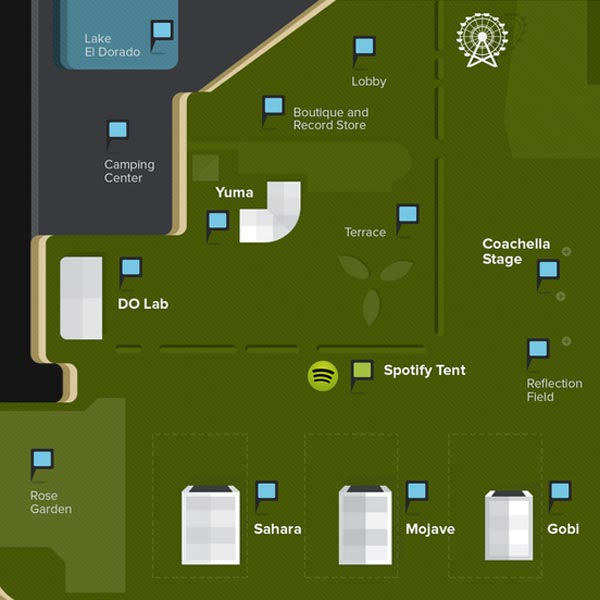 Lake
El Dorado
Lobby
Boutique and
Record Store
Camping
Center
Yuma
Terrace
Coachella
Stage
DO Lab
Spotify Tent
Reflection
Field
Rose
Garden
Sahara
Mojave
Gobi